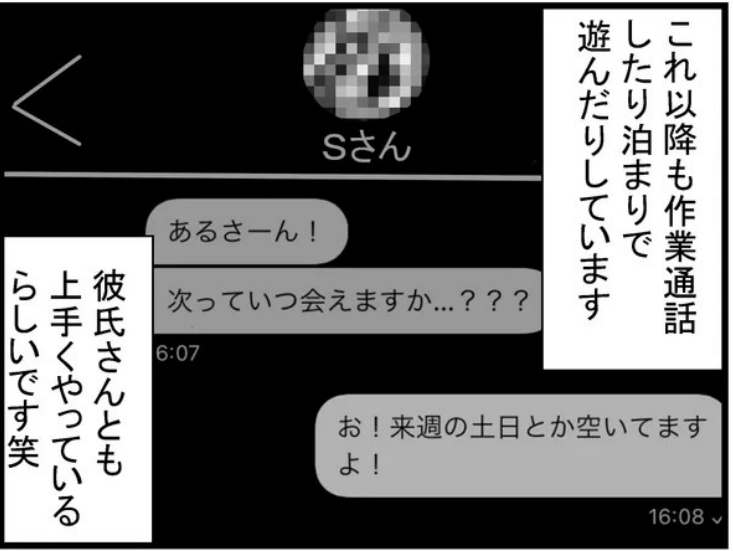 これ以降も作業通話
したり泊まりで
遊んだりしています
Sさん
あるさーん！
次っていつ会えますか...？？？
6:07
お！来週の土日とか空いてます
よ！
16:08
彼氏さんとも
上手くやっている
らしいです笑